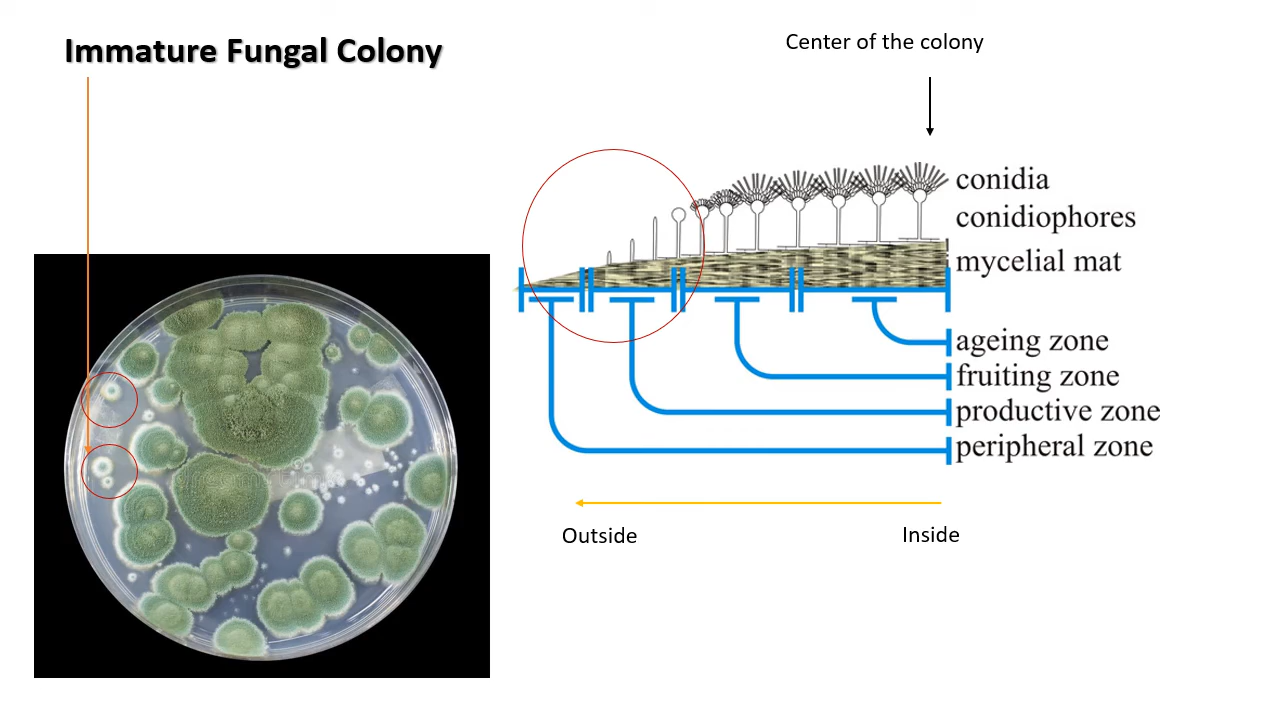 Immature Fungal Colony
Center of the colony
conidia
conidiophores
mycelial mat
ageing zone
fruiting zone
productive zone
peripheral zone
Outside
Inside